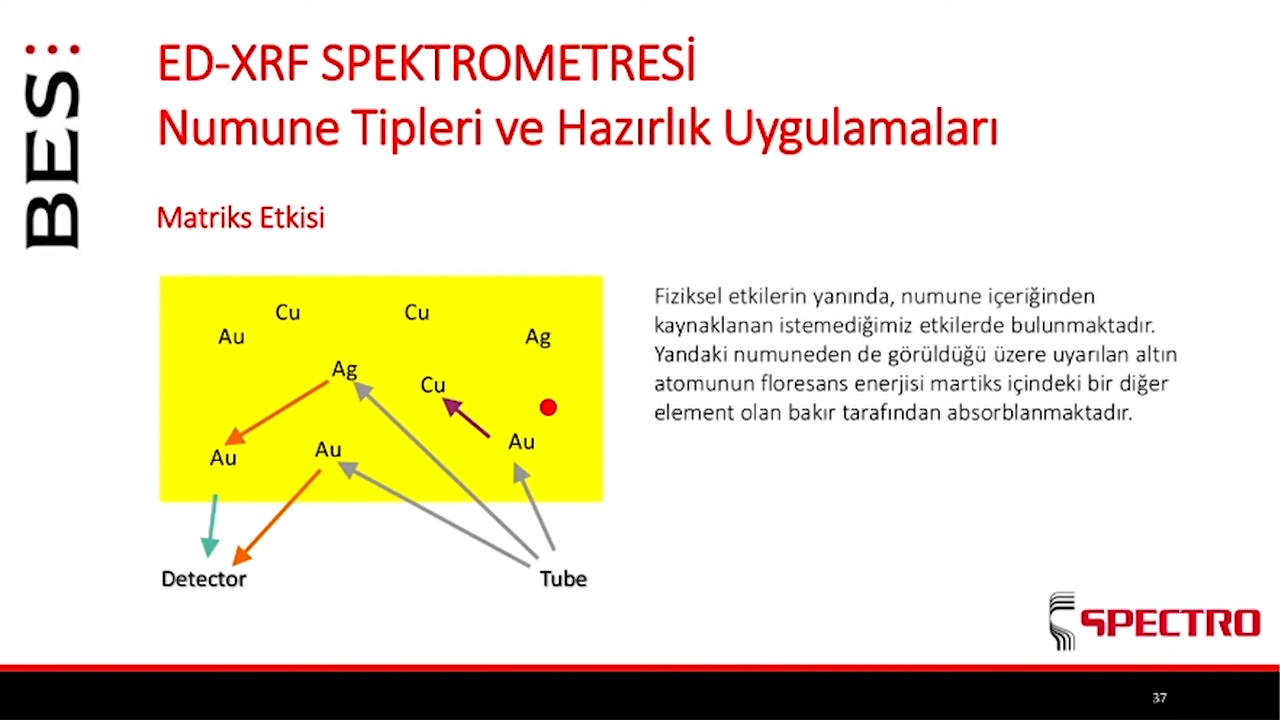 BES
ED-XRF SPEKTROMETRESİ
Numune Tipleri ve Hazırlık Uygulamaları
Matriks Etkisi
Cu
Cu
Au
Ag
Ag
Cu
Au
Au
Au
Detector
Tube
Fiziksel etkilerin yanında, numune içeriğinden
kaynaklanan istemediğimiz etkilerde bulunmaktadır.
Yandaki numuneden de görüldüğü üzere uyarılan altın
atomunun floresans enerjisi martiks içindeki bir diğer
element olan bakır tarafından absorblanmaktadır.
SPECTRO
37